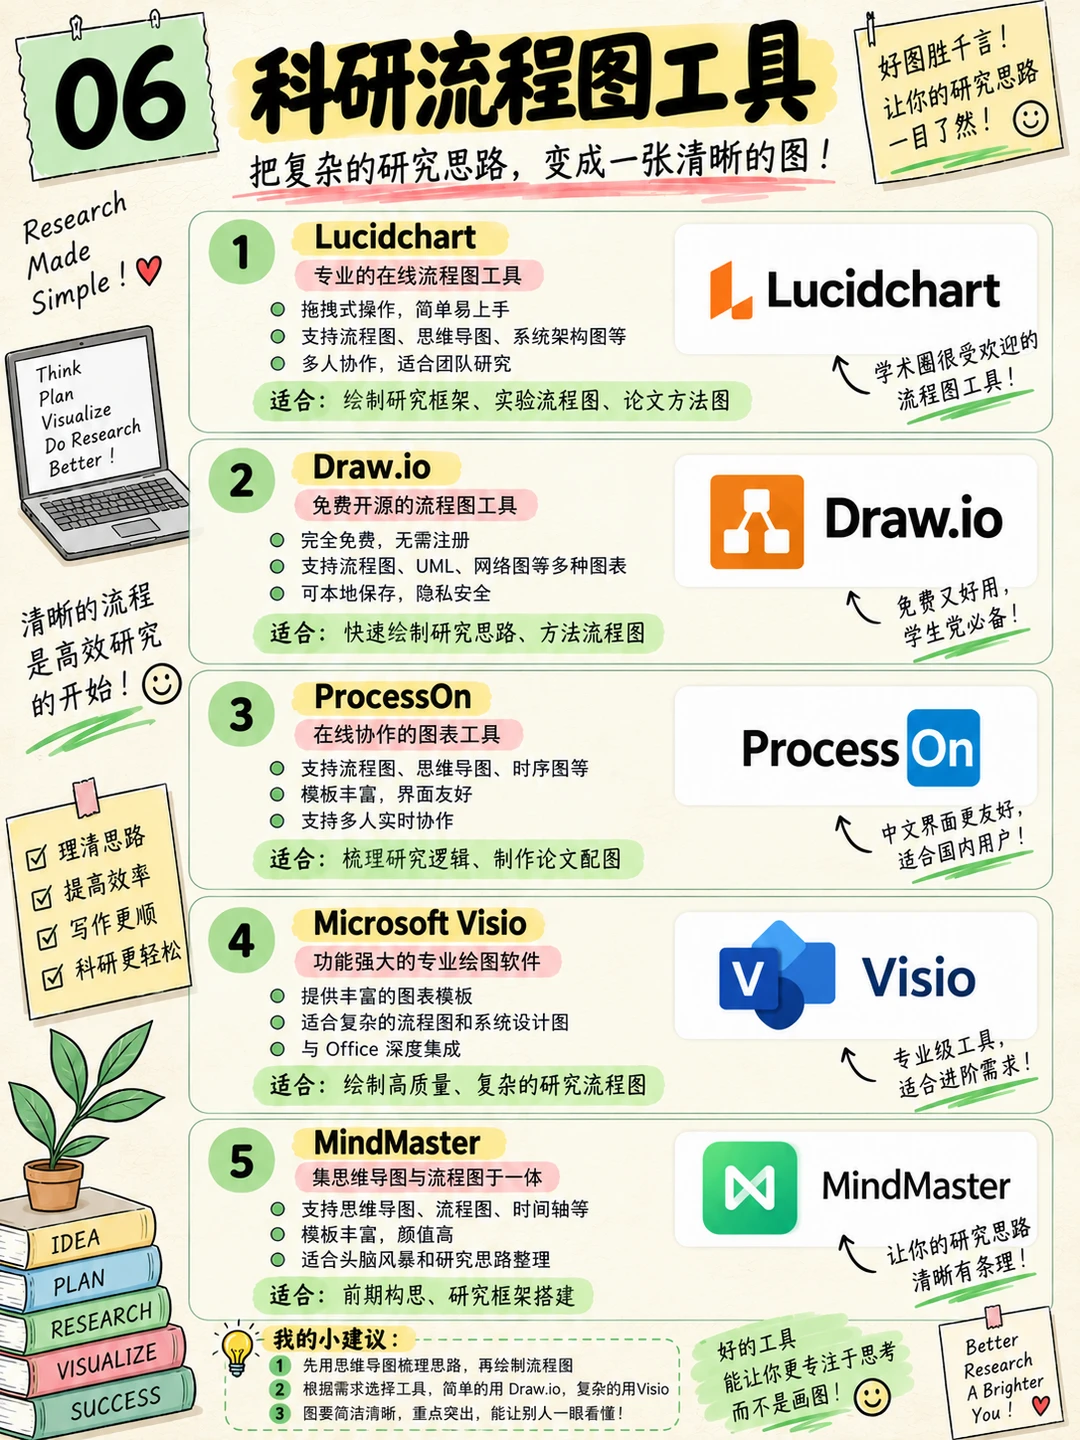 06
科研流程图工具
把复杂的研究思路，变成一张清晰的图！
好图胜千言！
让你的研究思路
一目了然！
Research
Made
Simple！
Think
Plan
Visualize
Do Research
Better！
清晰的流程
是高效研究
的开始！
理清思路
提高效率
写作更顺
科研更轻松
IDEA
PLAN
RESEARCH
VISUALIZE
SUCCESS
1
Lucidchart
专业的在线流程图工具
拖拽式操作，简单易上手
支持流程图、思维导图、系统架构图等
多人协作，适合团队研究
适合：绘制研究框架、实验流程图、论文方法图
Lucidchart
学术圈很受欢迎的
流程图工具！
2
Draw.io
免费开源的流程图工具
完全免费，无需注册
支持流程图、UML、网络图等多种图表
可本地保存，隐私安全
适合：快速绘制研究思路、方法流程图
Draw.io
免费又好用，
学生党必备！
3
ProcessOn
在线协作的图表工具
支持流程图、思维导图、时序图等
模板丰富，界面友好
支持多人实时协作
适合：梳理研究逻辑、制作论文配图
Process On
中文界面更友好，
适合国内用户！
4
Microsoft Visio
功能强大的专业绘图软件
提供丰富的图表模板
适合复杂的流程图和系统设计图
与 Office 深度集成
适合：绘制高质量、复杂的研究流程图
V
Visio
专业级工具，
适合进阶需求！
5
MindMaster
集思维导图与流程图于一体
支持思维导图、流程图、时间轴等
模板丰富，颜值高
适合头脑风暴和研究思路整理
适合：前期构思、研究框架搭建
MindMaster
让你的研究思路
清晰有条理！
我的小建议：
1 先用思维导图梳理思路，再绘制流程图
2 根据需求选择工具，简单的用 Draw.io，复杂的用Visio
3 图要简洁清晰，重点突出，能让别人一眼看懂！
好的工具
能让你更专注于思考
而不是画图！
Better
Research
A Brighter
You！